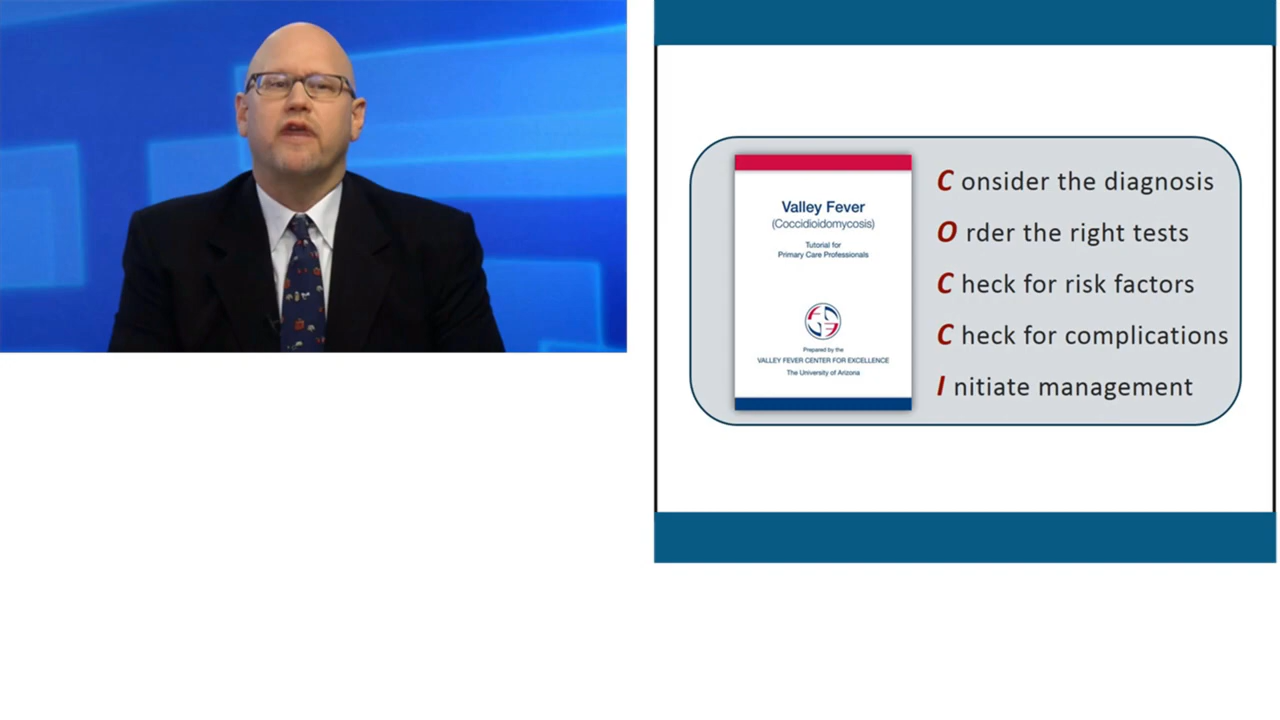 Valley Fever
(Coccidioidomycosis)
Tutorial for
Primary Care Professionals
Prepared by the
VALLEY FEVER CENTER FOR EXCELLENCE
The University of Arizona
C onsider the diagnosis
O rder the right tests
C heck for risk factors
C heck for complications
I nitiate management